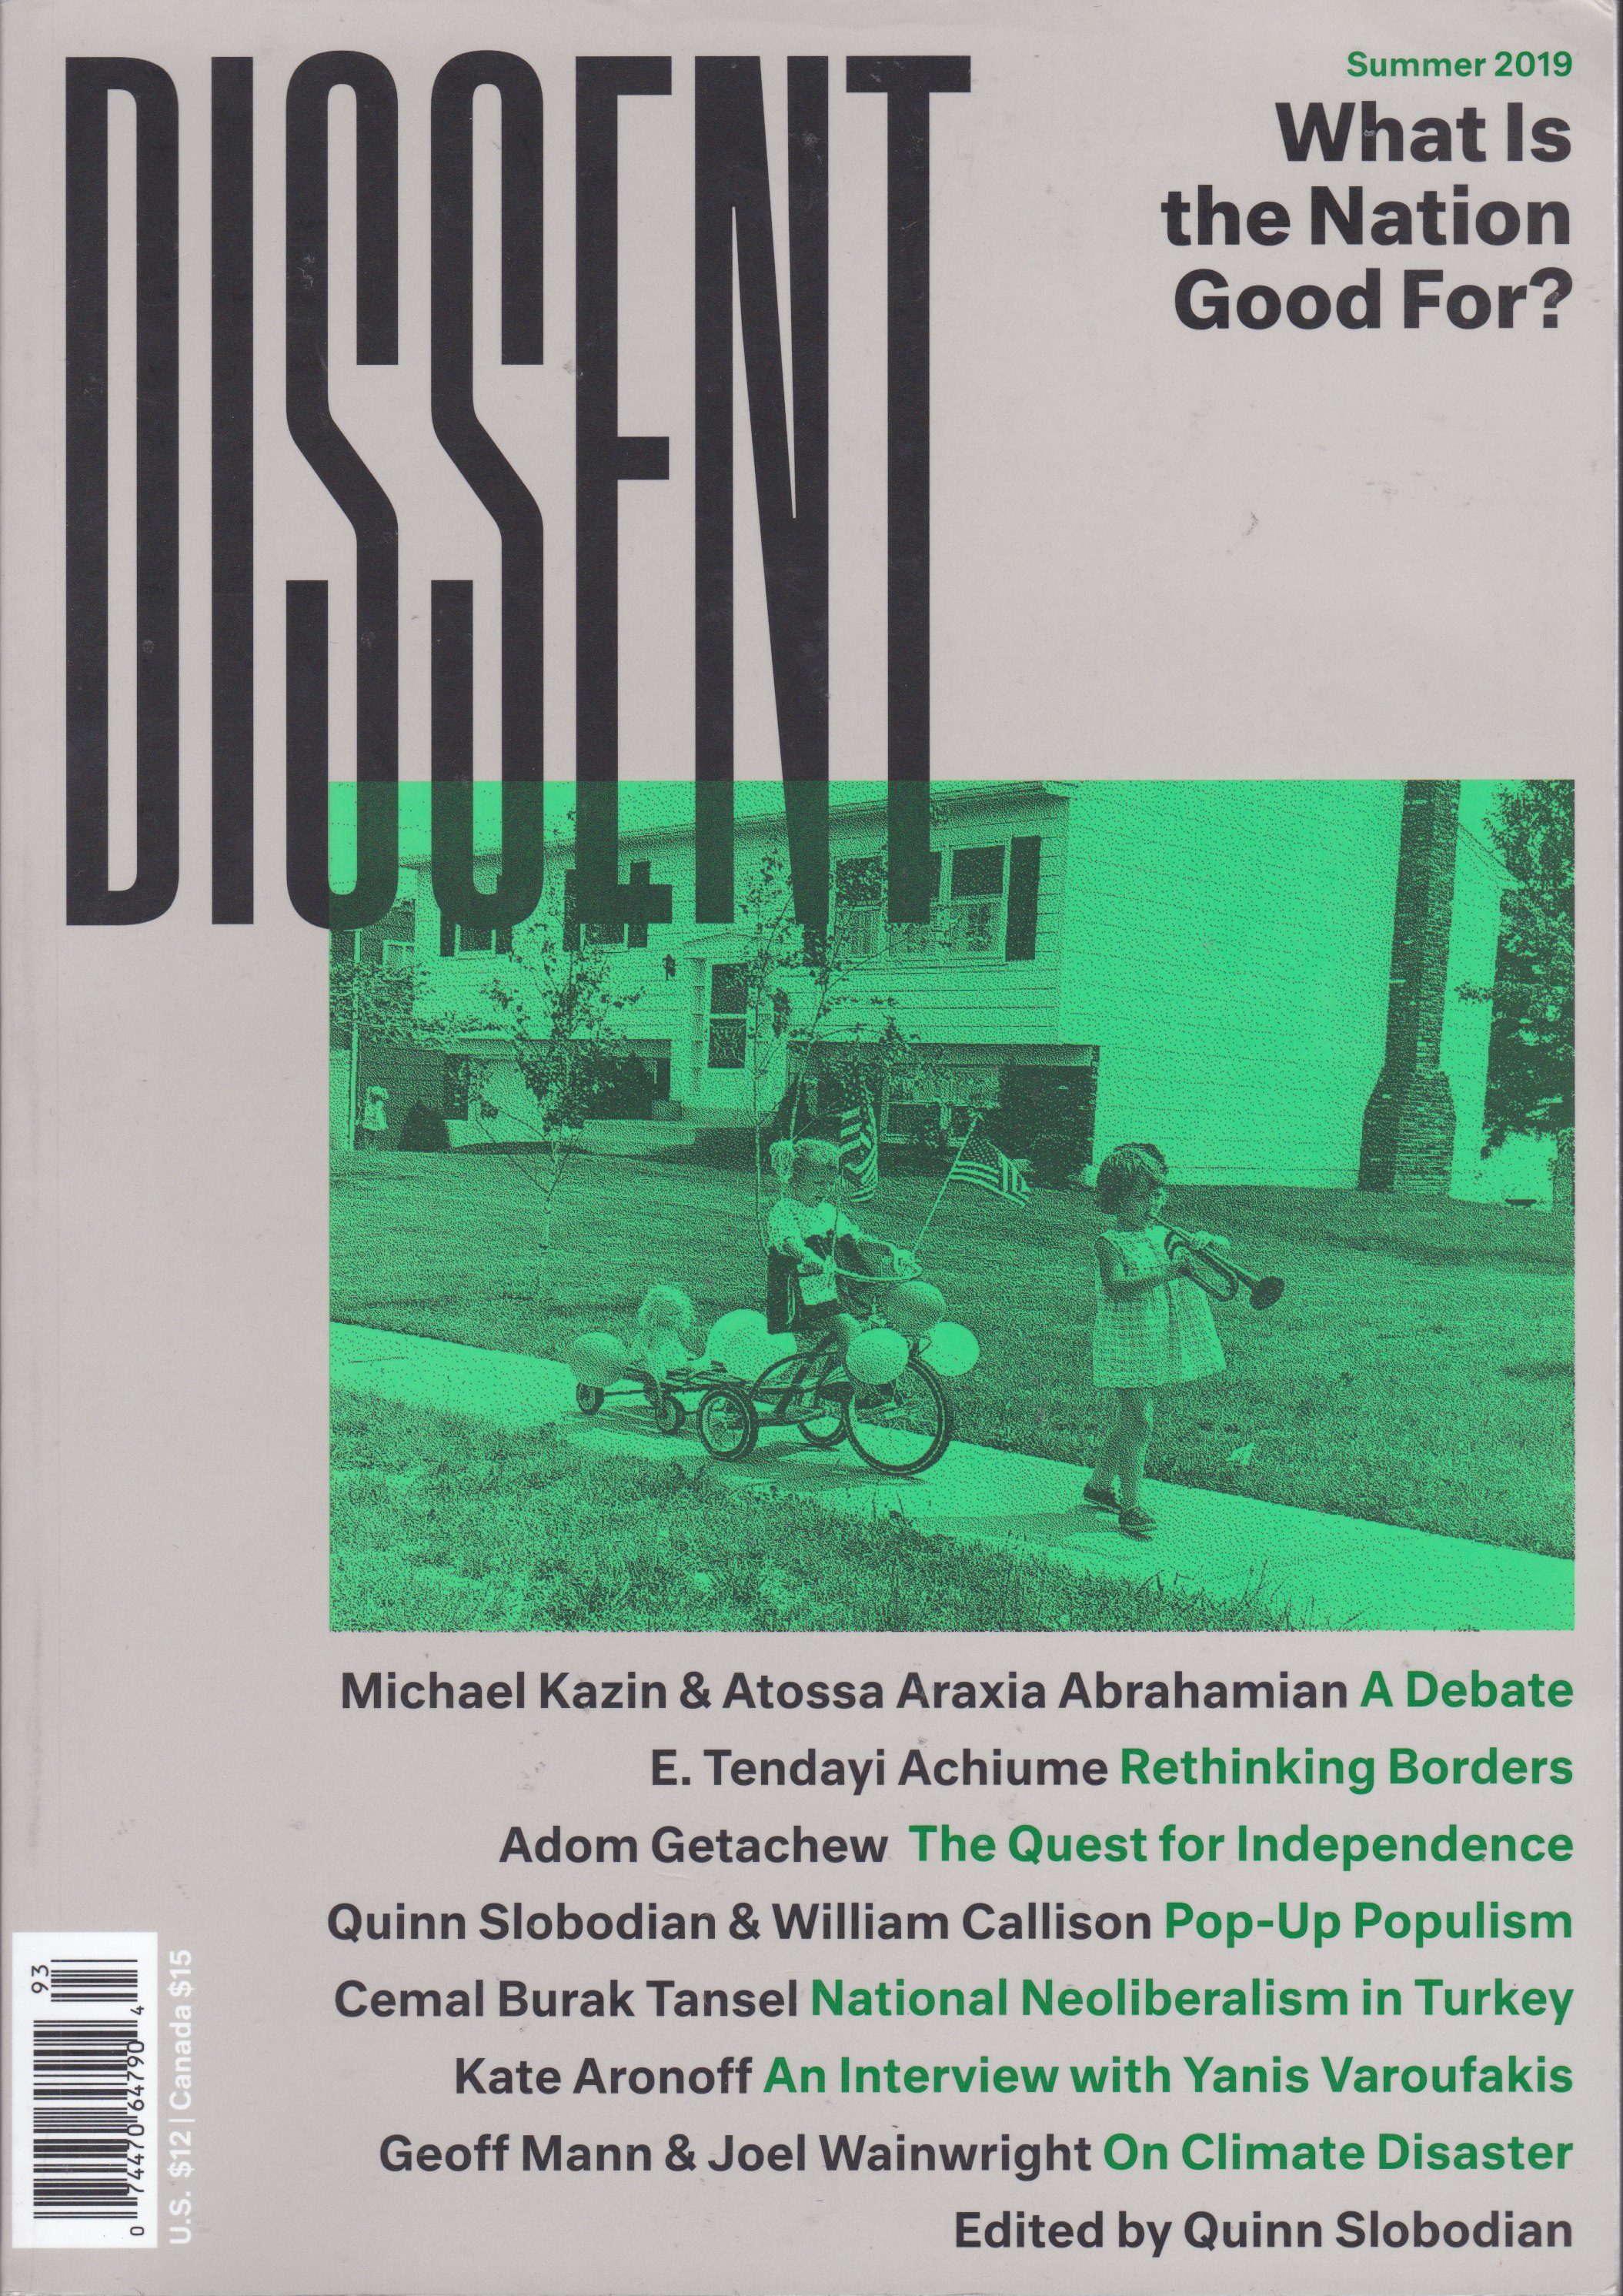 DISSENT
Summer 2019
What Is
the Nation
Good For?
Michael Kazin & Atossa Araxia Abrahamian A Debate
E. Tendayi Achiume Rethinking Borders
Adom Getachew The Quest for Independence
Quinn Slobodian & William Callison Pop-Up Populism
Cemal Burak Tansel National Neoliberalism in Turkey
Kate Aronoff An Interview with Yanis Varoufakis
Geoff Mann & Joel Wainwright On Climate Disaster
Edited by Quinn Slobodian
U.S. $12 | Canada $15
0 74470 64790 4
93